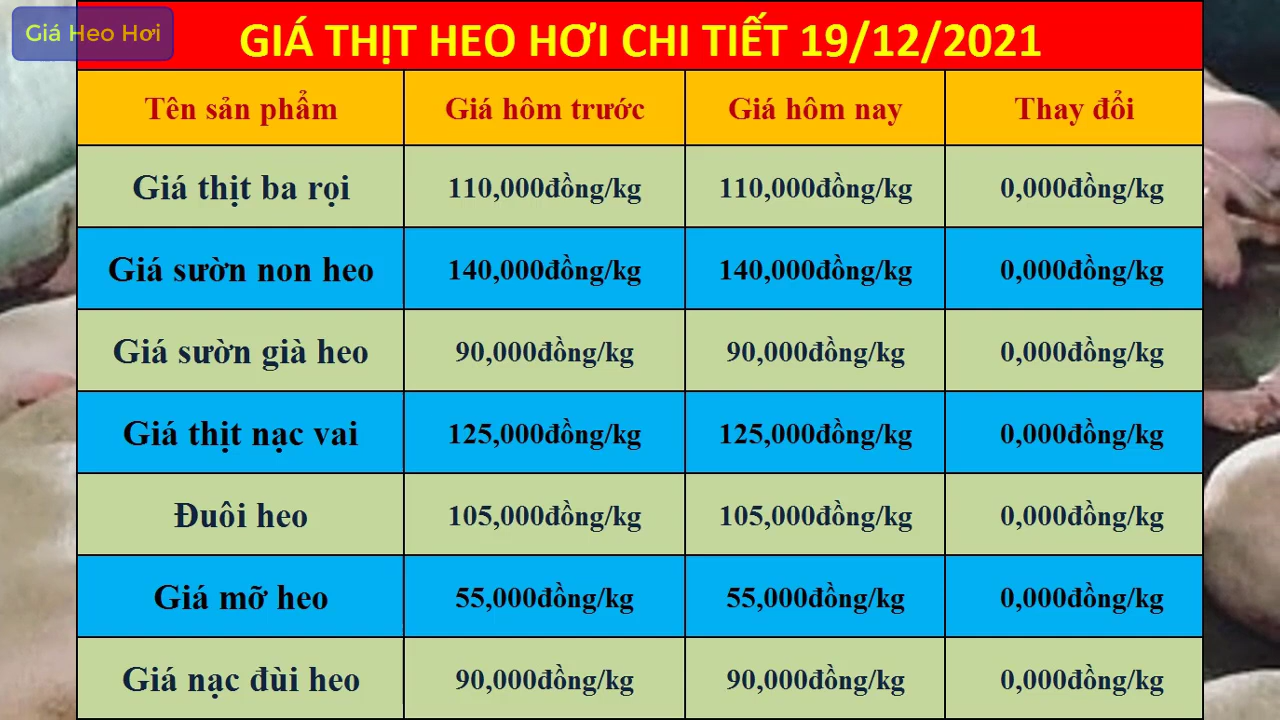 Giá Heo Hơi
GIÁ THỊT HEO HƠI CHI TIẾT 19/12/2021
Tên sản phẩm Giá hôm trước Giá hôm nay Thay đổi
Giá thịt ba rọi 110,000đồng/kg 110,000đồng/kg 0,000đồng/kg
Giá sườn non heo 140,000đồng/kg 140,000đồng/kg 0,000đồng/kg
Giá sườn già heo 90,000đồng/kg 90,000đồng/kg 0,000đồng/kg
Giá thịt nạc vai 125,000đồng/kg 125,000đồng/kg 0,000đồng/kg
Đuôi heo 105,000đồng/kg 105,000đồng/kg 0,000đồng/kg
Giá mỡ heo 55,000đồng/kg 55,000đồng/kg 0,000đồng/kg
Giá nạc đùi heo 90,000đồng/kg 90,000đồng/kg 0,000đồng/kg